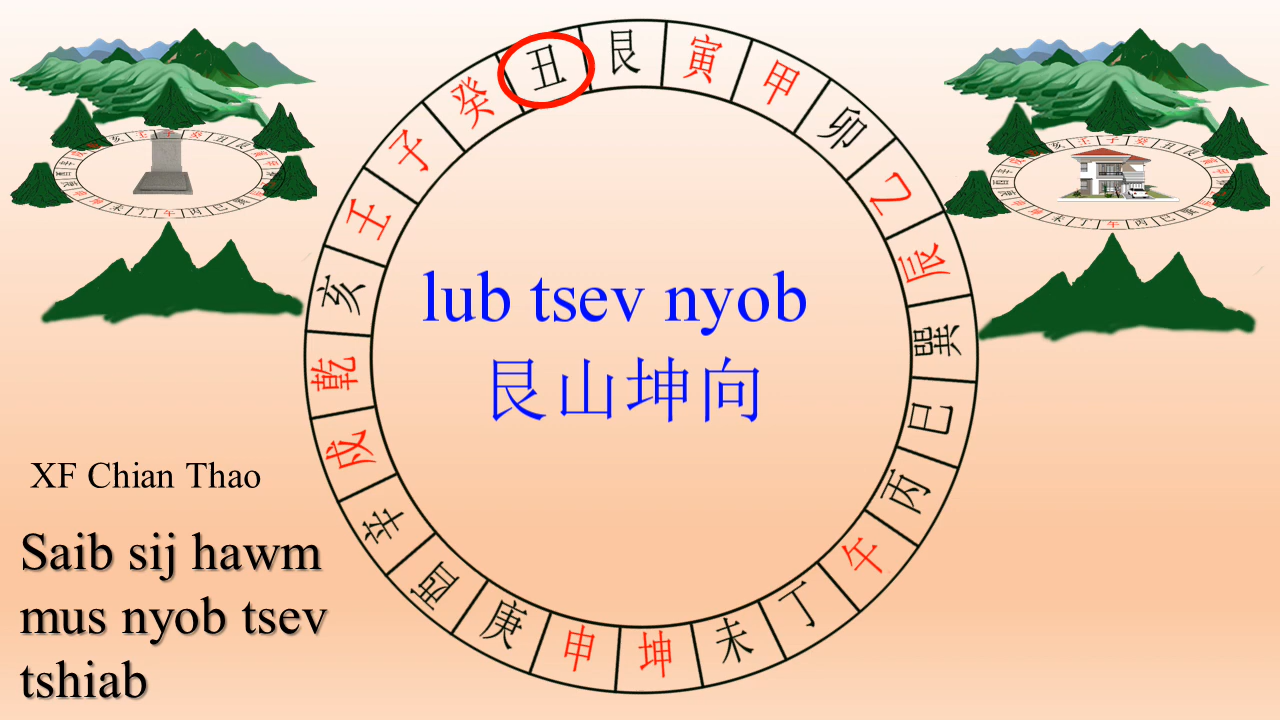 丑
艮
寅
甲
卯
乙
辰
巽
巳
丙
午
丁
未
坤
申
庚
酉
辛
成
乾
亥
壬
子
癸
lub tsev nyob
艮山坤向
XF Chian Thao
Saib sij hawm
mus nyob tsev
tshiab